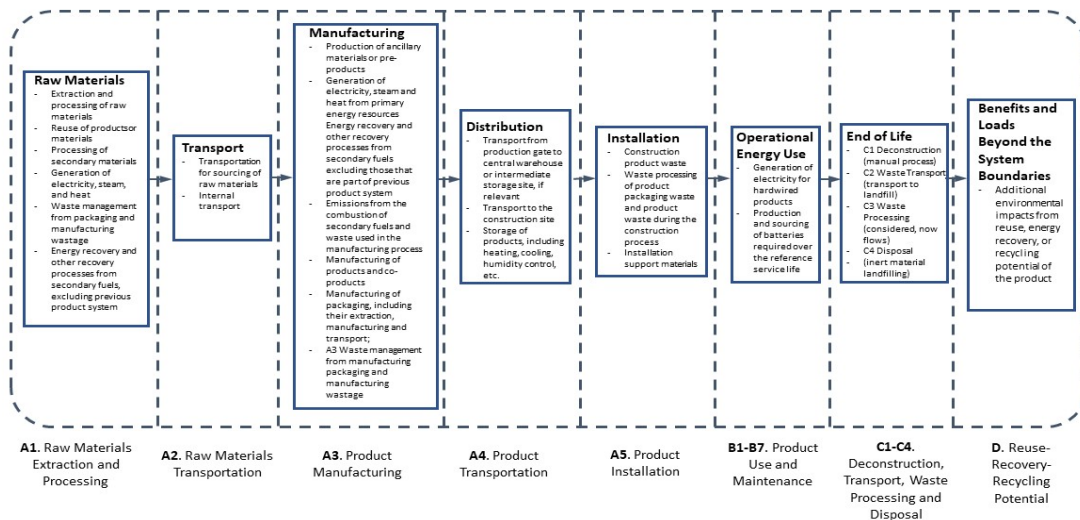 Raw Materials
- Extraction and
processing of raw
materials
- Reuse of productsor
materials
- Processing of
secondary materials
- Generation of
electricity, steam,
and heat
- Waste management
from packaging and
manufacturing
wastage
- Energy recovery and
other recovery
processes from
secondary fuels,
excluding previous
product system
Transport
- Transportation
for sourcing of
raw materials
- Internal
transport
Manufacturing
- Production of ancillary
materials or pre-
products
- Generation of
electricity, steam and
heat from primary
energy resources
Energy recovery and
other recovery
processes from
secondary fuels
excluding those that
are part of previous
product system
- Emissions from the
combustion of
secondary fuels and
waste used in the
manufacturing process
- Manufacturing of
products and co-
products
- Manufacturing of
packaging, including
their extraction,
manufacturing and
transport;
- A3 Waste management
from manufacturing
packaging and
manufacturing
wastage
Distribution
- Transport from
production gate to
central warehouse
or intermediate
storage site, if
relevant
- Transport to the
construction site
- Storage of
products, including
heating, cooling,
humidity control,
etc.
Installation
- Construction
product waste
- Waste processing of
product
packaging waste
and product
waste during the
construction
process
- Installation
support materials
Operational
Energy Use
- Generation of
electricity for
hardwired
products
- Production
and sourcing
of batteries
required over
the reference
service life
End of Life
- C1 Deconstruction
(manual process)
- C2 Waste Transport
(transport to
landfill)
- C3 Waste
Processing
(considered, now
flows)
- C4 Disposal
- (inert material
landfilling)
Benefits and
Loads
Beyond the
System
Boundaries
- Additional
environmental
impacts from
reuse, energy
recovery, or
recycling
potential of
the product
A1. Raw Materials
Extraction and
Processing
A2. Raw Materials
Transportation
A3. Product
Manufacturing
A4. Product
Transportation
A5. Product
Installation
B1-B7. Product
Use and
Maintenance
C1-C4.
Deconstruction,
Transport, Waste
Processing and
Disposal
D. Reuse-
Recovery-
Recycling
Potential